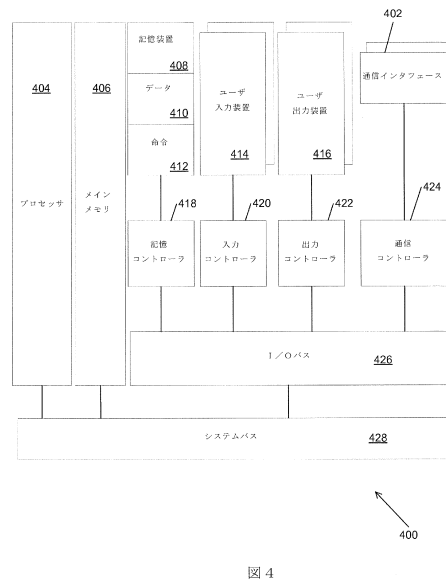 402
記憶装置
408
データ
410
命令
412
404
プロセッサ
406
メイン
メモリ
ユーザ
入力装置
414
ユーザ
出力装置
416
通信インタフェース
418
420
422
424
記憶
コントローラ
入力
コントローラ
出力
コントローラ
通信
コントローラ
I/Oバス
426
システムバス
428
400
図4